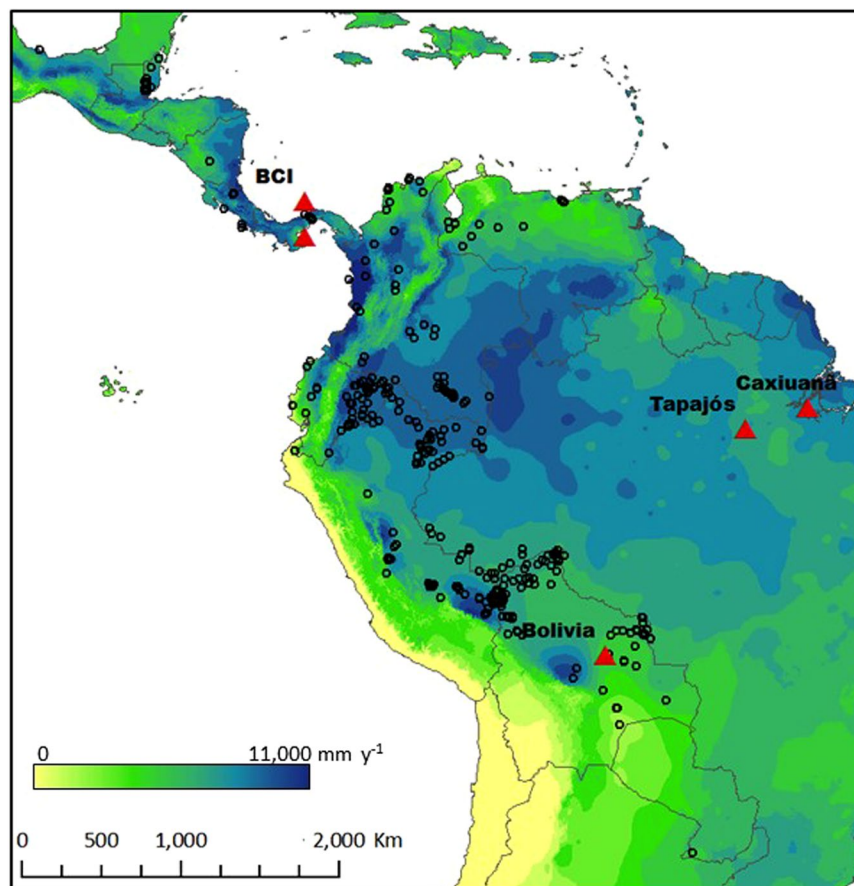 BCI
Caxiuanã
Tapajós
Bolivia
0 11,000 mm y⁻¹
0 500 1,000 2,000 Km